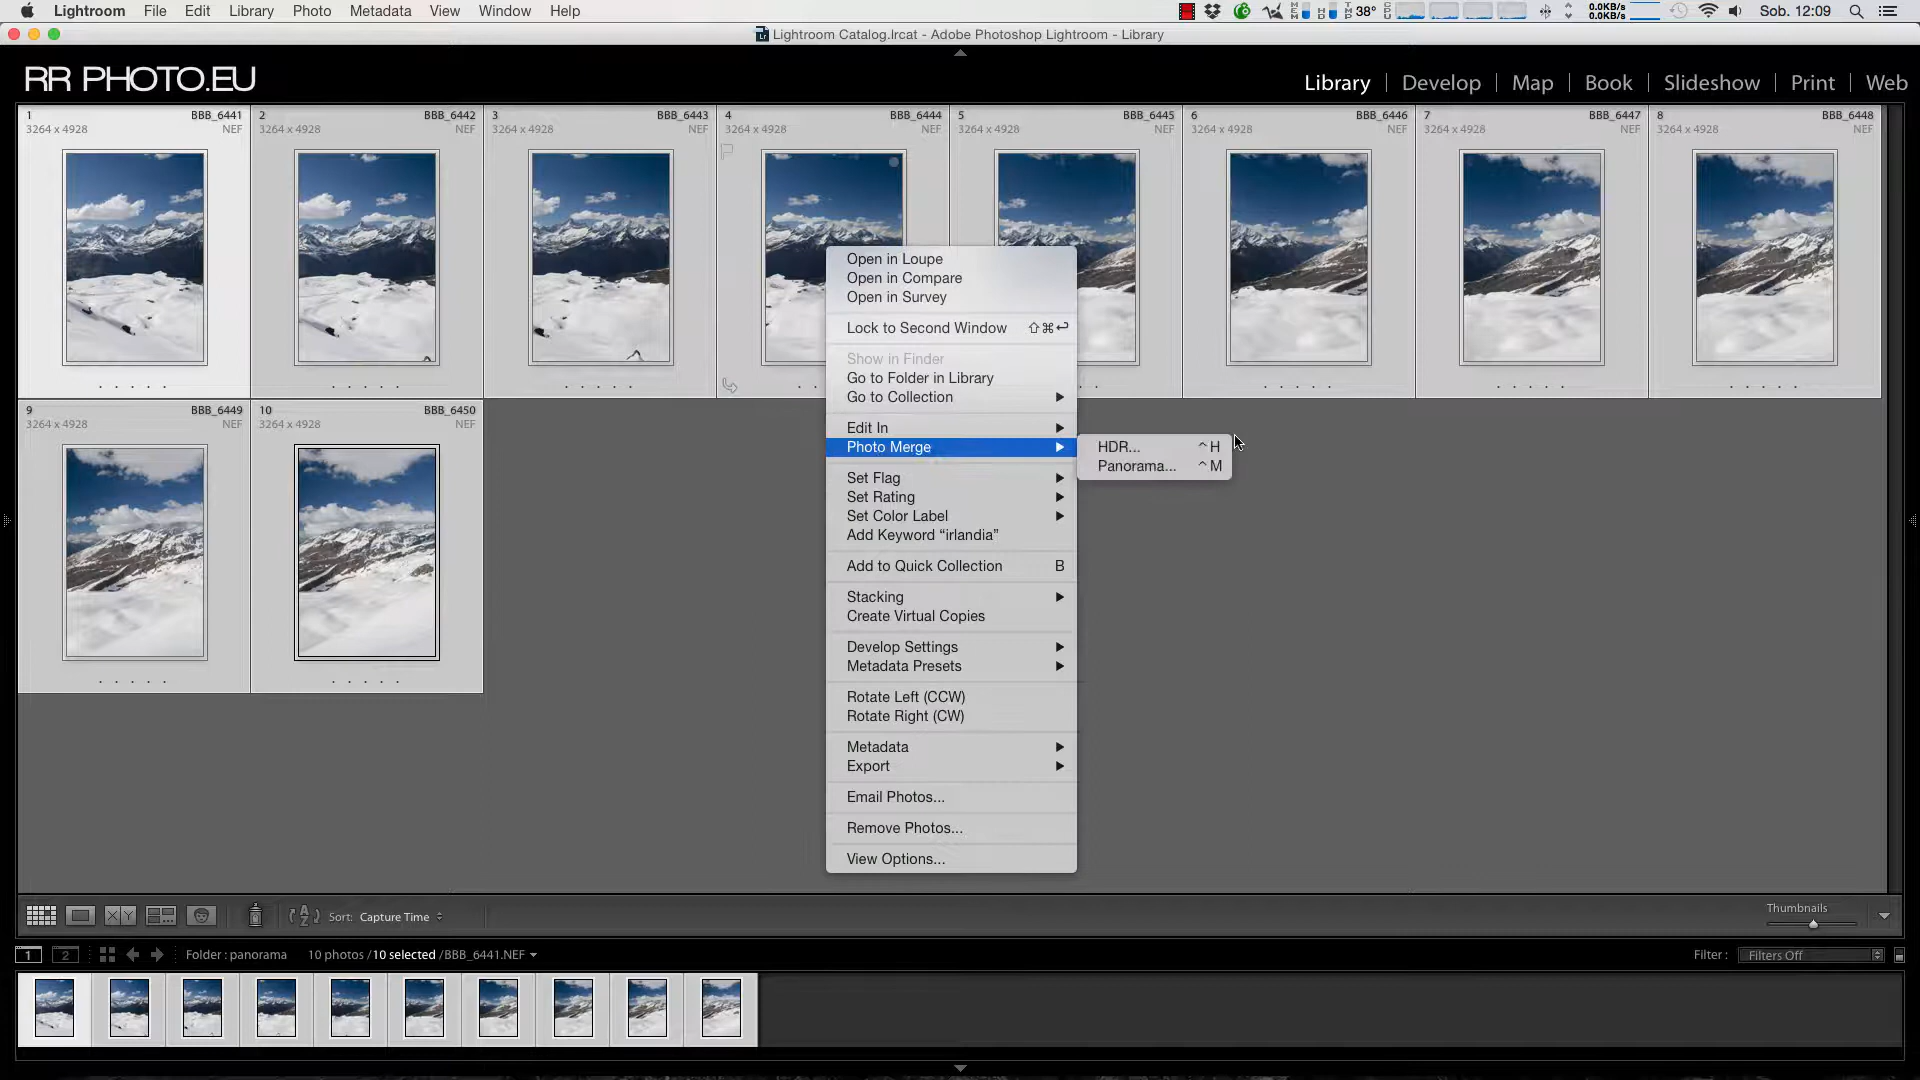 Lightroom File Edit Library Photo Metadata View Window Help
38° 0.0KB/s Sob. 12:09
0.0KB/s
Lightroom Catalog.lrcat - Adobe Photoshop Lightroom - Library
RR PHOTO.EU
Library Develop Map Book Slideshow Print Web
1 BBB_6441 2 BBB_6442 3 BBB_6443 4 BBB_6444 5 BBB_6445 6 BBB_6446 7 BBB_6447 8 BBB_6448
3264 x 4928 NEF 3264 x 4928 NEF 3264 x 4928 NEF 3264 x 4928 NEF 3264 x 4928 NEF 3264 x 4928 NEF 3264 x 4928 NEF 3264 x 4928 NEF
Open in Loupe
Open in Compare
Open in Survey
Lock to Second Window ⇧⌘↩
Show in Finder
Go to Folder in Library
Go to Collection
Edit In
Photo Merge
HDR... ^H
Panorama... ^M
Set Flag
Set Rating
Set Color Label
Add Keyword “irlandia”
Add to Quick Collection B
Stacking
Create Virtual Copies
Develop Settings
Metadata Presets
Rotate Left (CCW)
Rotate Right (CW)
Metadata
Export
Email Photos...
Remove Photos...
View Options...
9 BBB_6449 10 BBB_6450
3264 x 4928 NEF 3264 x 4928 NEF
X Y A Z Sort: Capture Time Thumbnails
1 2 Folder : panorama 10 photos / 10 selected / BBB_6441.NEF Filter : Filters Off